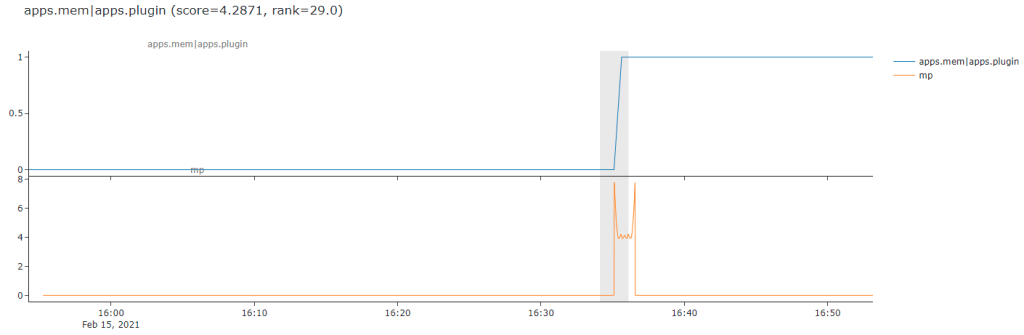 apps.mem|apps.plugin (score=4.2871, rank=29.0)
apps.mem|apps.plugin
1
0.5
0
apps.mem|apps.plugin
mp
mp
8
6
4
2
0
16:00
16:10
16:20
16:30
16:40
16:50
Feb 15, 2021